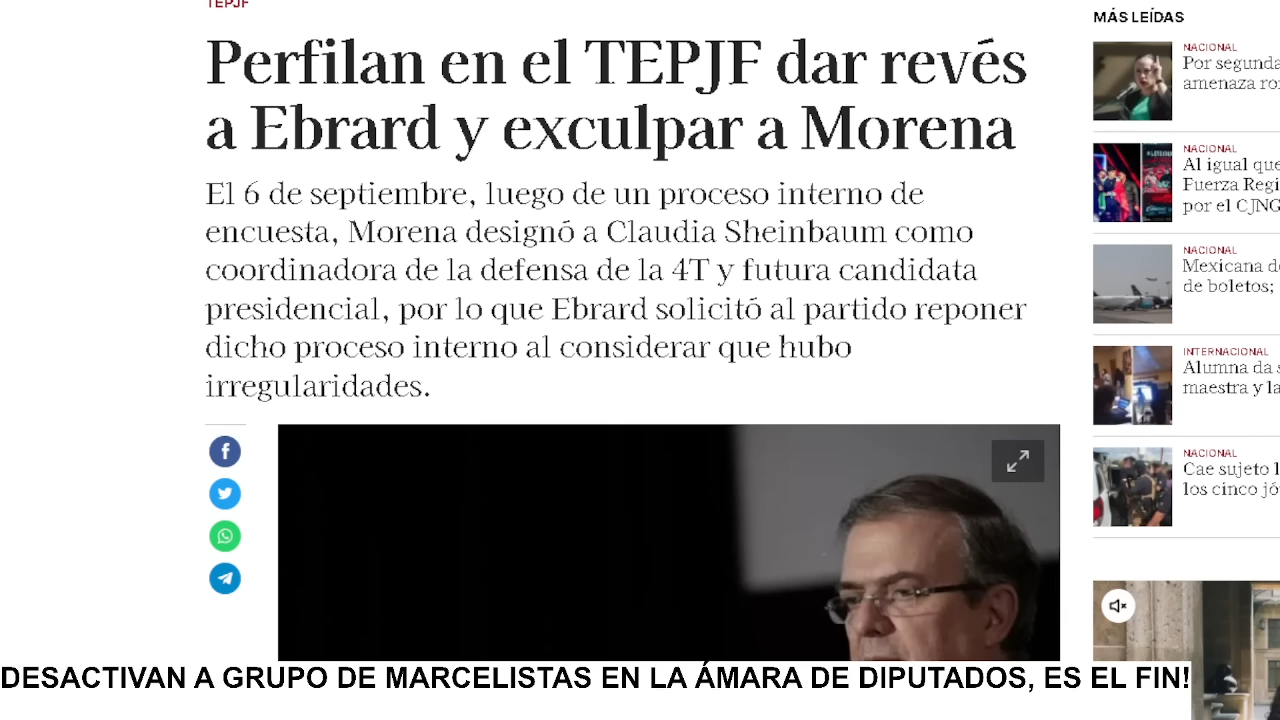 TEPJF
Perfilan en el TEPJF dar revés
a Ebrard y exculpar a Morena
El 6 de septiembre, luego de un proceso interno de
encuesta, Morena designó a Claudia Sheinbaum como
coordinadora de la defensa de la 4T y futura candidata
presidencial, por lo que Ebrard solicitó al partido reponer
dicho proceso interno al considerar que hubo
irregularidades.
MÁS LEÍDAS
NACIONAL
Por segunda
amenaza ro
NACIONAL
Al igual que
Fuerza Regi
por el CJNG
NACIONAL
Mexicana de
de boletos;
INTERNACIONAL
Alumna da s
maestra y la
NACIONAL
Cae sujeto l
los cinco jó
DESACTIVAN A GRUPO DE MARCELISTAS EN LA ÁMARA DE DIPUTADOS, ES EL FIN!